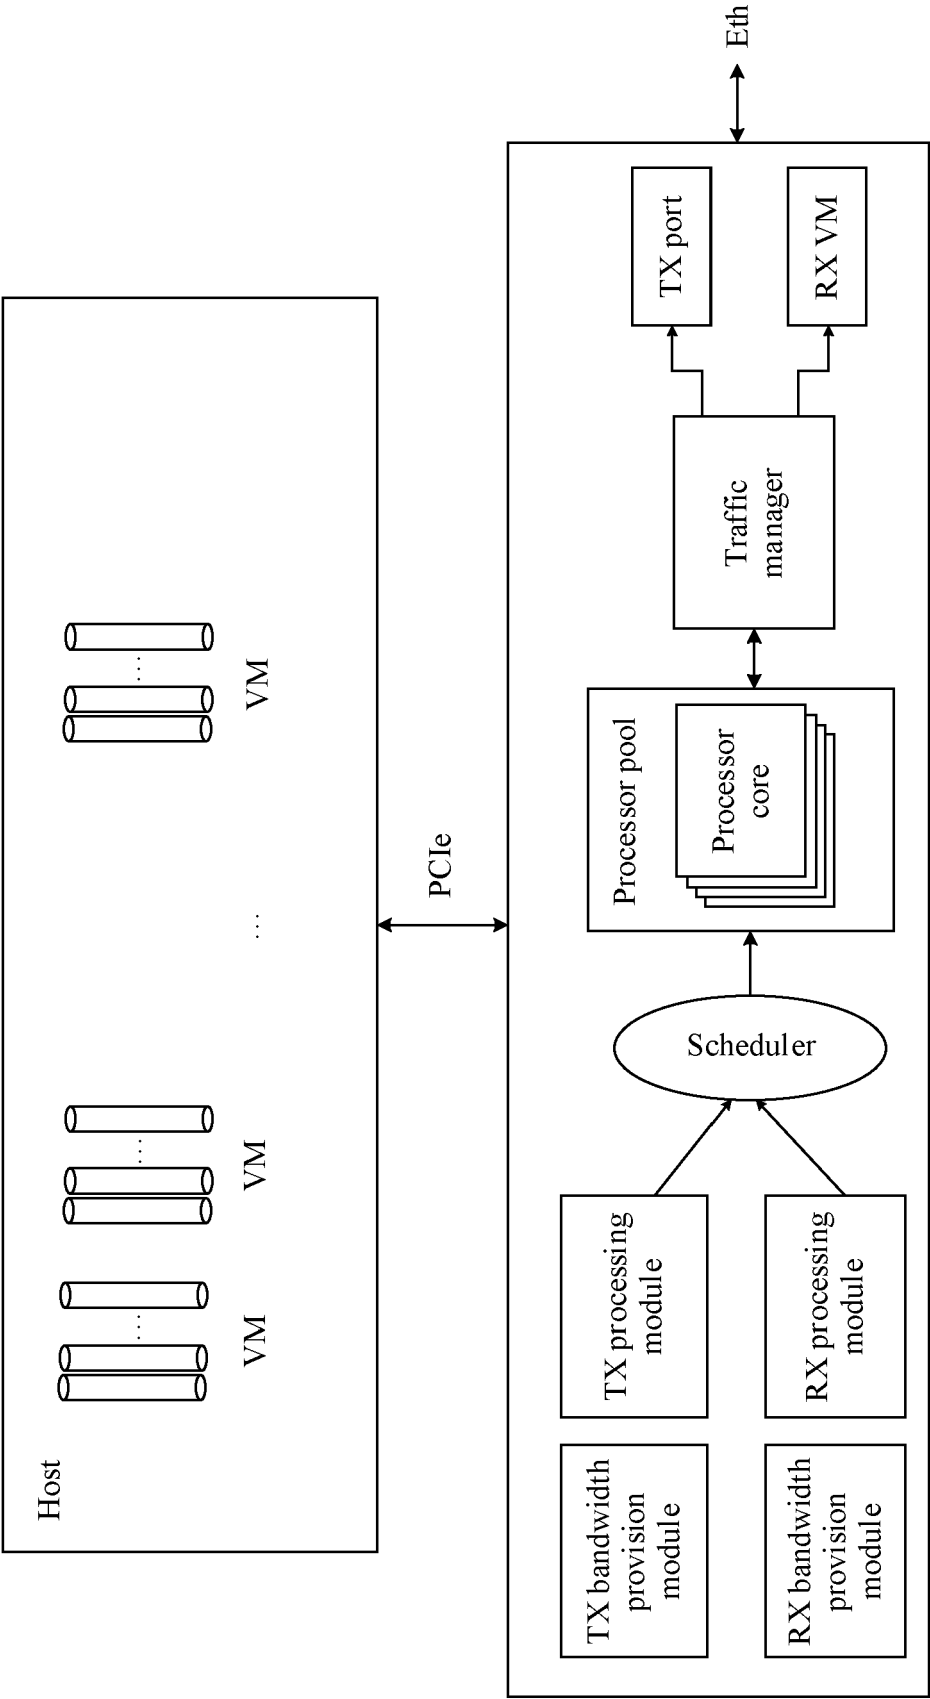 Host
VM
VM
...
VM
PCIe
TX bandwidth
provision
module
TX processing
module
RX bandwidth
provision
module
RX processing
module
Scheduler
Processor pool
Processor
core
Traffic
manager
TX port
RX VM
Eth